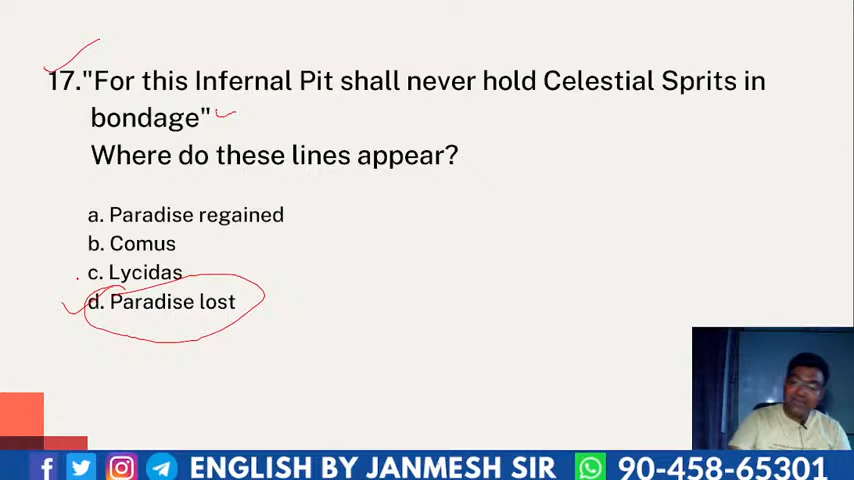 17."For this Infernal Pit shall never hold Celestial Sprits in
bondage"
Where do these lines appear?
a. Paradise regained
b. Comus
c. Lycidas
d. Paradise lost
ENGLISH BY JANMESH SIR 90-458-65301